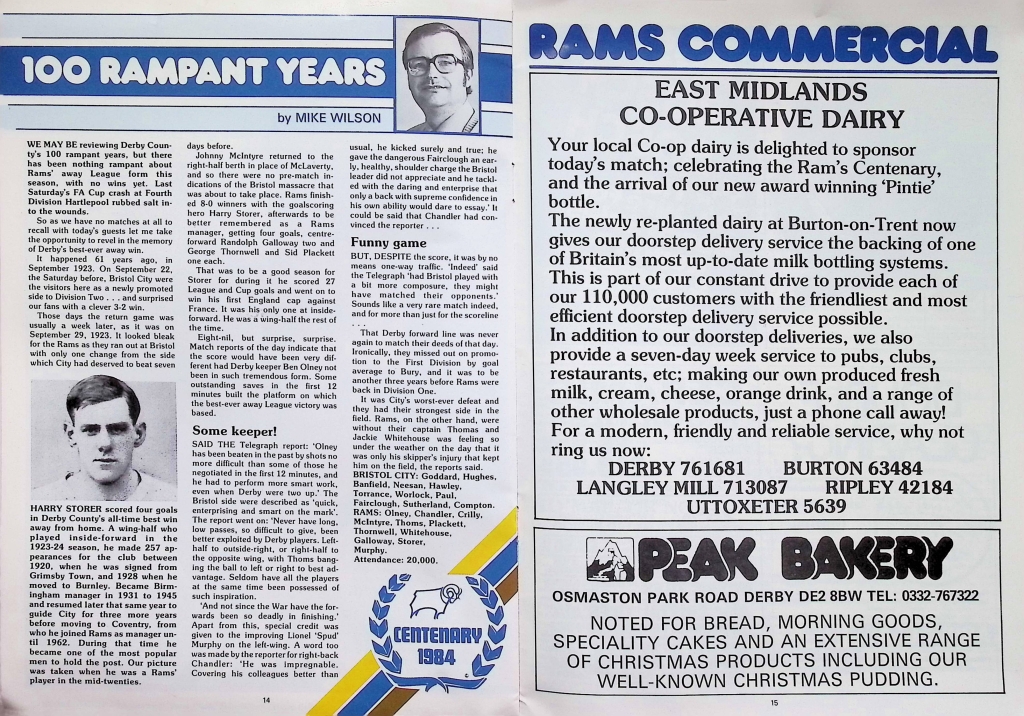 100 RAMPANT YEARS
by MIKE WILSON
WE MAY BE reviewing Derby Coun-
ty's 100 rampant years, but there
has been nothing rampant about
Rams' away League form this
season, with no wins yet. Last
Saturday's FA Cup crash at Fourth
Division Hartlepool rubbed salt in-
to the wounds.
So as we have no matches at all to
recall with today's guests let me take
the opportunity to revel in the memory
of Derby's best-ever away win.
It happened 61 years ago, in
September 1923. On September 22,
the Saturday before, Bristol City were
the visitors here as a newly promoted
side to Division Two . . . and surprised
our fans with a clever 3-2 win.
Those days the return game was
usually a week later, as it was on
September 29, 1923. It looked bleak
for the Rams as they ran out at Bristol
with only one change from the side
which City had deserved to beat seven
HARRY STORER scored four goals
in Derby County's all-time best win
away from home. A wing-half who
played inside-forward in the
1923-24 season, he made 257 ap-
pearances for the club between
1920, when he was signed from
Grimsby Town, and 1928 when he
moved to Burnley. Became Birm-
ingham manager in 1931 to 1945
and resumed later that same year to
guide City for three more years
before moving to Coventry, from
who he joined Rams as manager un-
til 1962. During that time he
became one of the most popular
men to hold the post. Our picture
was taken when he was a Rams'
player in the mid-twenties.
days before.
Johnny McIntyre returned to the
right-half berth in place of McLaverty,
and so there were no pre-match in-
dications of the Bristol massacre that
was about to take place. Rams finish-
ed 8-0 winners with the goalscoring
hero Harry Storer, afterwards to be
better remembered as a Rams
manager, getting four goals, centre-
forward Randolph Galloway two and
George Thornwell and Sid Plackett
one each.
That was to be a good season for
Storer for during it he scored 27
League and Cup goals and went on to
win his first England cap against
France. It was his only one at inside-
forward. He was a wing-half the rest of
the time.
Eight-nil, but surprise, surprise.
Match reports of the day indicate that
the score would have been very dif-
ferent had Derby keeper Ben Olney not
been in such tremendous form. Some
outstanding saves in the first 12
minutes built the platform on which
the best-ever away League victory was
based.
Some keeper!
SAID THE Telegraph report: 'Olney
has been beaten in the past by shots no
more difficult than some of those he
negotiated in the first 12 minutes, and
he had to perform more smart work,
even when Derby were two up.' The
Bristol side were described as 'quick,
enterprising and smart on the mark'.
The report went on: 'Never have long,
low passes, so difficult to give, been
better exploited by Derby players. Left-
half to outside-right, or right-half to
the opposite wing, with Thoms bang-
ing the ball to left or right to best ad-
vantage. Seldom have all the players
at the same time been possessed of
such inspiration.
'And not since the War have the for-
wards been so deadly in finishing.'
Apart from this, special credit was
given to the improving Lionel 'Spud'
Murphy on the left-wing. A word too
was made by the reporter for right-back
Chandler: 'He was impregnable.
Covering his colleagues better than
usual, he kicked surely and true; he
gave the dangerous Fairclough an ear-
ly, healthy, shoulder charge the Bristol
leader did not appreciate and he tackl-
ed with the daring and enterprise that
only a back with supreme confidence in
his own ability would dare to essay.' It
could be said that Chandler had con-
vinced the reporter . . .
Funny game
BUT, DESPITE the score, it was by no
means one-way traffic. 'Indeed' said
the Telegraph 'had Bristol played with
a bit more composure, they might
have matched their opponents.'
Sounds like a very rare match indeed,
and for more than just for the scoreline
. . .
That Derby forward line was never
again to match their deeds of that day.
Ironically, they missed out on promo-
tion to the First Division by goal
average to Bury, and it was to be
another three years before Rams were
back in Division One.
It was City's worst-ever defeat and
they had their strongest side in the
field. Rams, on the other hand, were
without their captain Thomas and
Jackie Whitehouse was feeling so
under the weather on the day that it
was only his skipper's injury that kept
him on the field, the reports said.
BRISTOL CITY: Goddard, Hughes,
Banfield, Neesan, Hawley,
Torrance, Worlock, Paul,
Fairclough, Sutherland, Compton.
RAMS: Olney, Chandler, Crilly,
McIntyre, Thoms, Plackett,
Thornwell, Whitehouse,
Galloway, Storer,
Murphy.
Attendance: 20,000.
CENTENARY
1984
©
14
RAMS COMMERCIAL
EAST MIDLANDS
CO-OPERATIVE DAIRY
Your local Co-op dairy is delighted to sponsor
today's match; celebrating the Ram's Centenary,
and the arrival of our new award winning 'Pintie'
bottle.
The newly re-planted dairy at Burton-on-Trent now
gives our doorstep delivery service the backing of one
of Britain's most up-to-date milk bottling systems.
This is part of our constant drive to provide each of
our 110,000 customers with the friendliest and most
efficient doorstep delivery service possible.
In addition to our doorstep deliveries, we also
provide a seven-day week service to pubs, clubs,
restaurants, etc; making our own produced fresh
milk, cream, cheese, orange drink, and a range of
other wholesale products, just a phone call away!
For a modern, friendly and reliable service, why not
ring us now:
DERBY 761681 BURTON 63484
LANGLEY MILL 713087 RIPLEY 42184
UTTOXETER 5639
PEAK BAKERY
OSMASTON PARK ROAD DERBY DE2 8BW TEL: 0332-767322
NOTED FOR BREAD, MORNING GOODS,
SPECIALITY CAKES AND AN EXTENSIVE RANGE
OF CHRISTMAS PRODUCTS INCLUDING OUR
WELL-KNOWN CHRISTMAS PUDDING.
15